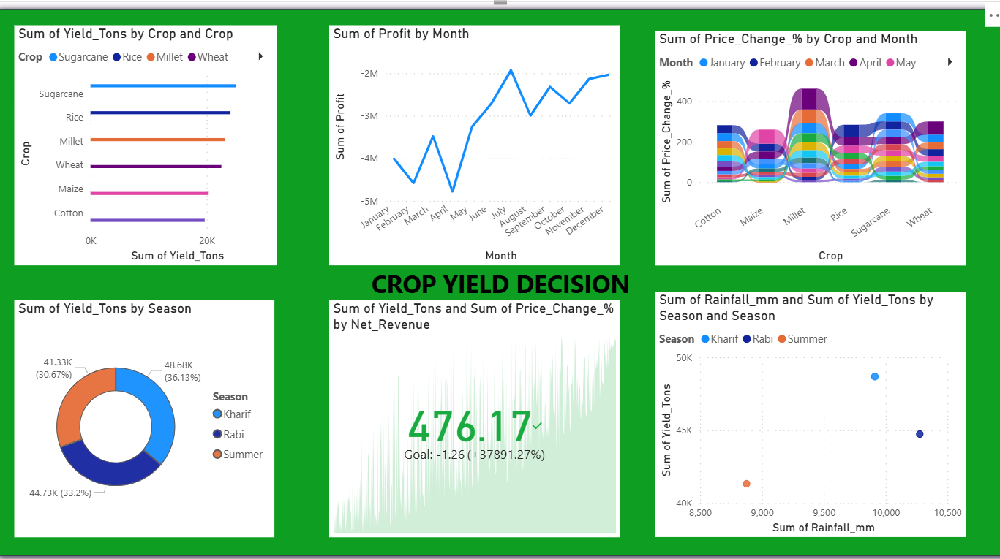 Sum of Yield_Tons by Crop and Crop
Crop Sugarcane Rice Millet Wheat
Crop
Sugarcane
Rice
Millet
Wheat
Maize
Cotton
0K 20K
Sum of Yield_Tons
Sum of Profit by Month
Sum of Profit
-2M
-3M
-4M
-5M
January February March April May June July August September October November December
Month
Sum of Price_Change_% by Crop and Month
Month January February March April May
Sum of Price_Change_%
400
200
0
Cotton Maize Millet Rice Sugarcane Wheat
Crop
CROP YIELD DECISION
Sum of Yield_Tons by Season
41.33K
(30.67%)
48.68K
(36.13%)
44.73K (33.2%)
Season
Kharif
Rabi
Summer
Sum of Yield_Tons and Sum of Price_Change_%
by Net_Revenue
476.17
Goal: -1.26 (+37891.27%)
Sum of Rainfall_mm and Sum of Yield_Tons by
Season and Season
Season Kharif Rabi Summer
Sum of Yield_Tons
50K
45K
40K
8,500 9,000 9,500 10,000 10,500
Sum of Rainfall_mm